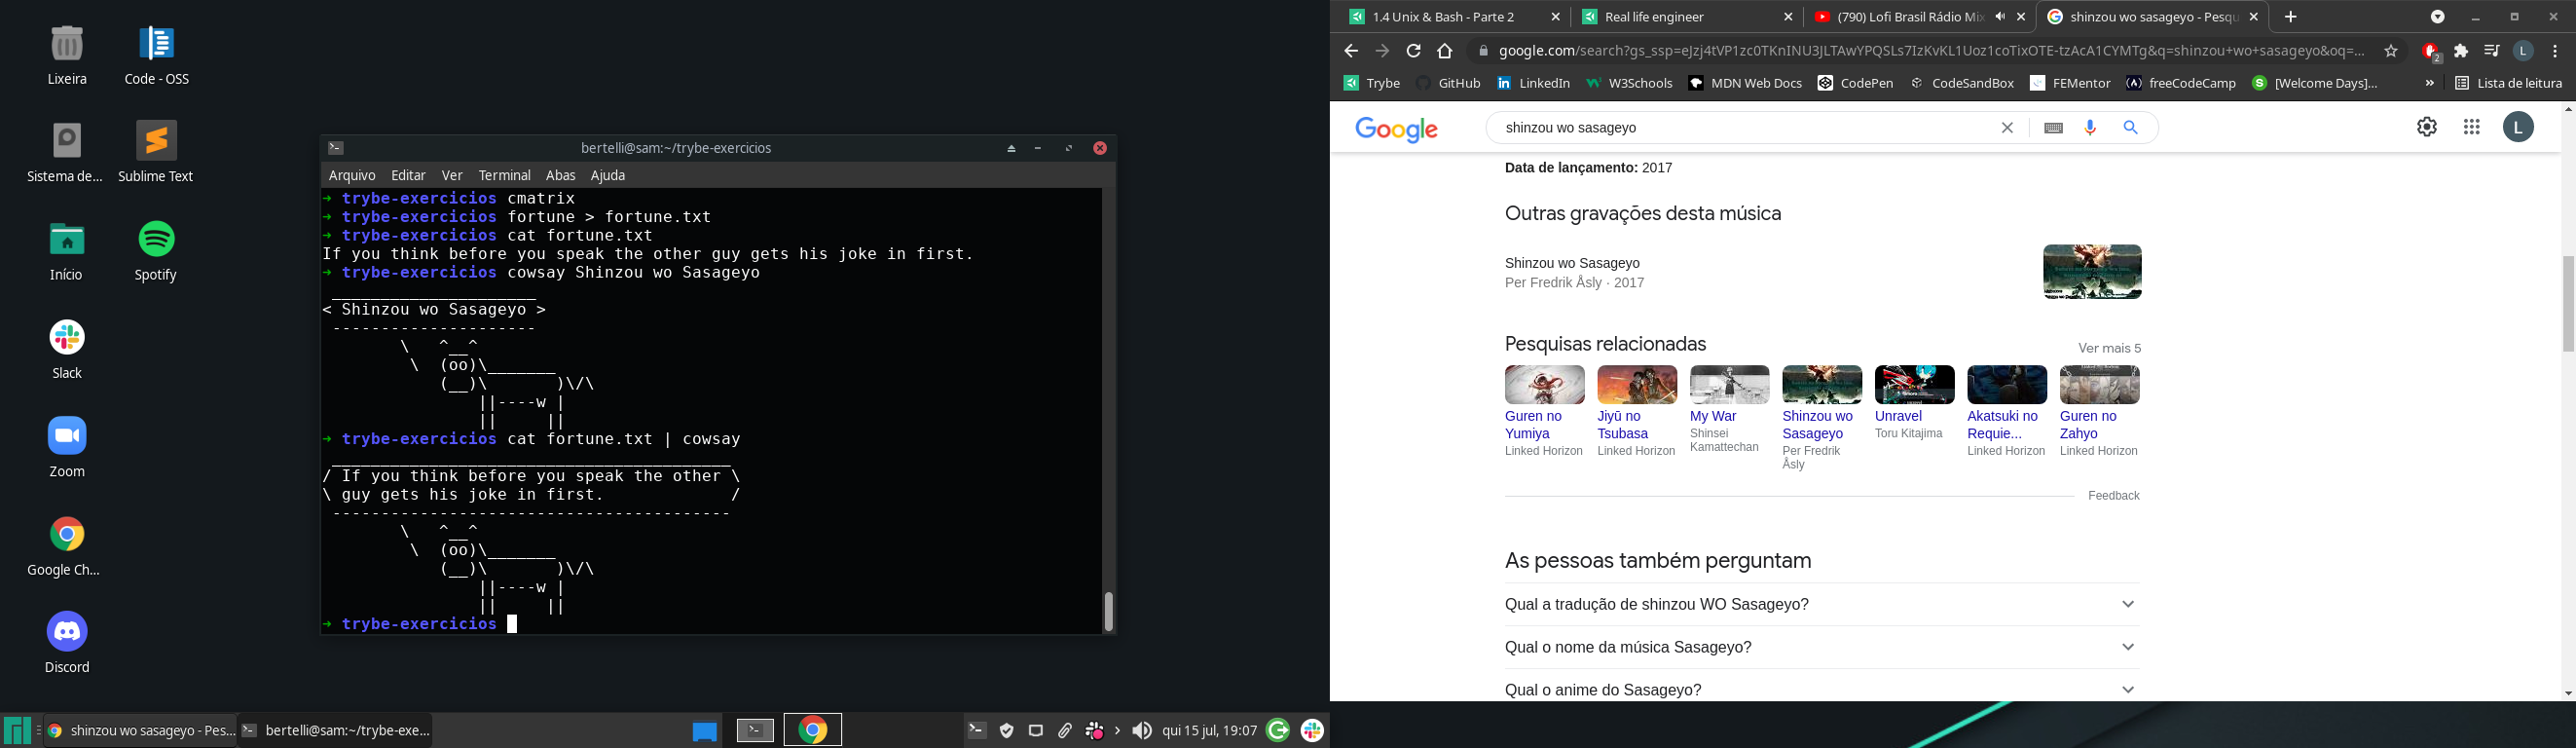 Lixeira
Code - OSS
Sistema de...
Sublime Text
Início
Spotify
Slack
Zoom
Google Ch...
Discord
bertelli@sam:~/trybe-exercicios
Arquivo Editar Ver Terminal Abas Ajuda
➜ trybe-exercicios cmatrix
➜ trybe-exercicios fortune > fortune.txt
➜ trybe-exercicios cat fortune.txt
If you think before you speak the other guy gets his joke in first.
➜ trybe-exercicios cowsay Shinzou wo Sasageyo
 _____________________
< Shinzou wo Sasageyo >
 ---------------------
        \   ^__^
         \  (oo)\_______
            (__)\       )\/\
                ||----w |
                ||     ||
➜ trybe-exercicios cat fortune.txt | cowsay
 _________________________________________
/ If you think before you speak the other \
\ guy gets his joke in first.             /
 -----------------------------------------
        \   ^__^
         \  (oo)\_______
            (__)\       )\/\
                ||----w |
                ||     ||
➜ trybe-exercicios
shinzou wo sasageyo - Pes...
bertelli@sam:~/trybe-exe...
qui 15 jul, 19:07
1.4 Unix & Bash - Parte 2
Real life engineer
(790) Lofi Brasil Rádio Mix
shinzou wo sasageyo - Pesqu
google.com/search?gs_ssp=eJzj4tVP1zc0TKnINU3JLTAwYPQSLs7IzKvKL1Uoz1coTixOTE-tzAcA1CYMTg&q=shinzou+wo+sasageyo&oq=...
2
L
Trybe GitHub LinkedIn W3Schools MDN Web Docs CodePen CodeSandBox FEMentor freeCodeCamp [Welcome Days]... » Lista de leitura
Google
shinzou wo sasageyo
L
Data de lançamento: 2017
Outras gravações desta música
Shinzou wo Sasageyo
Per Fredrik Åsly · 2017
Pesquisas relacionadas
Ver mais 5
Guren no Yumiya
Linked Horizon
Jiyū no Tsubasa
Linked Horizon
My War
Shinsei Kamattechan
Shinzou wo Sasageyo
Per Fredrik Åsly
Unravel
Toru Kitajima
Akatsuki no Requie...
Linked Horizon
Guren no Zahyo
Linked Horizon
Feedback
As pessoas também perguntam
Qual a tradução de shinzou WO Sasageyo?
Qual o nome da música Sasageyo?
Qual o anime do Sasageyo?